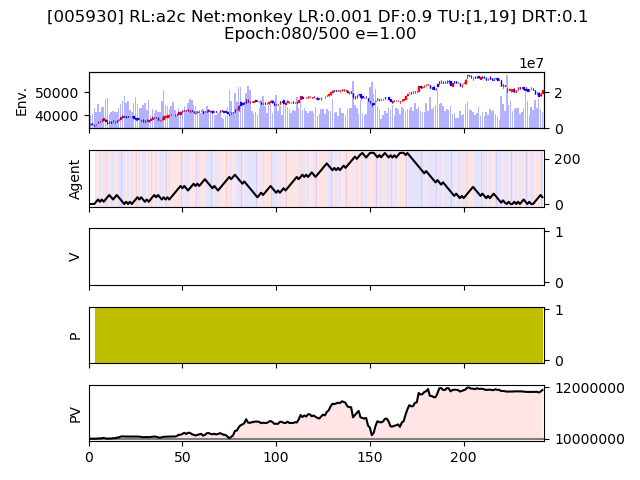 [005930] RL:a2c Net:monkey LR:0.001 DF:0.9 TU:[1,19] DRT:0.1
Epoch:080/500 e=1.00
1e7
Env.
50000
40000
2
0
Agent
200
0
V
1
0
P
1
0
PV
12000000
10000000
0 50 100 150 200